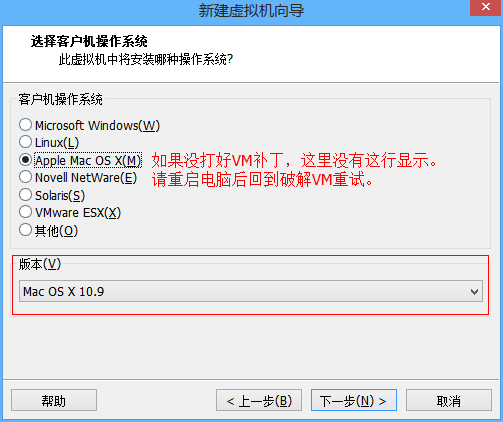 新建虚拟机向导
选择客户机操作系统
此虚拟机中将安装哪种操作系统?
客户机操作系统
Microsoft Windows(W)
Linux(L)
Apple Mac OS X(M) 如果没打好VM补丁，这里没有这行显示。
Novell NetWare(E) 请重启电脑后回到破解VM重试。
Solaris(S)
VMware ESX(X)
其他(O)
版本(V)
Mac OS X 10.9
帮助 < 上一步(B) 下一步(N) > 取消